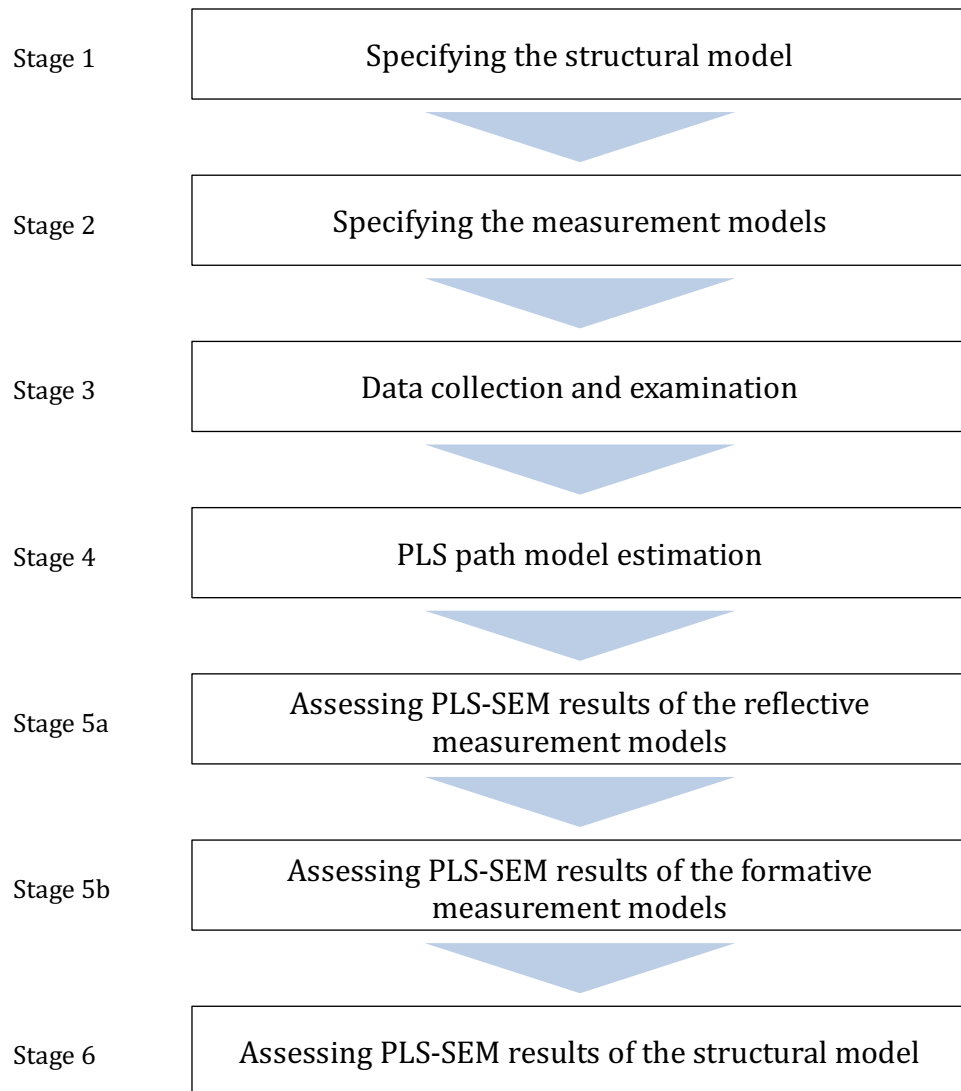 Stage 1
Specifying the structural model
Stage 2
Specifying the measurement models
Stage 3
Data collection and examination
Stage 4
PLS path model estimation
Stage 5a
Assessing PLS-SEM results of the reflective
measurement models
Stage 5b
Assessing PLS-SEM results of the formative
measurement models
Stage 6
Assessing PLS-SEM results of the structural model